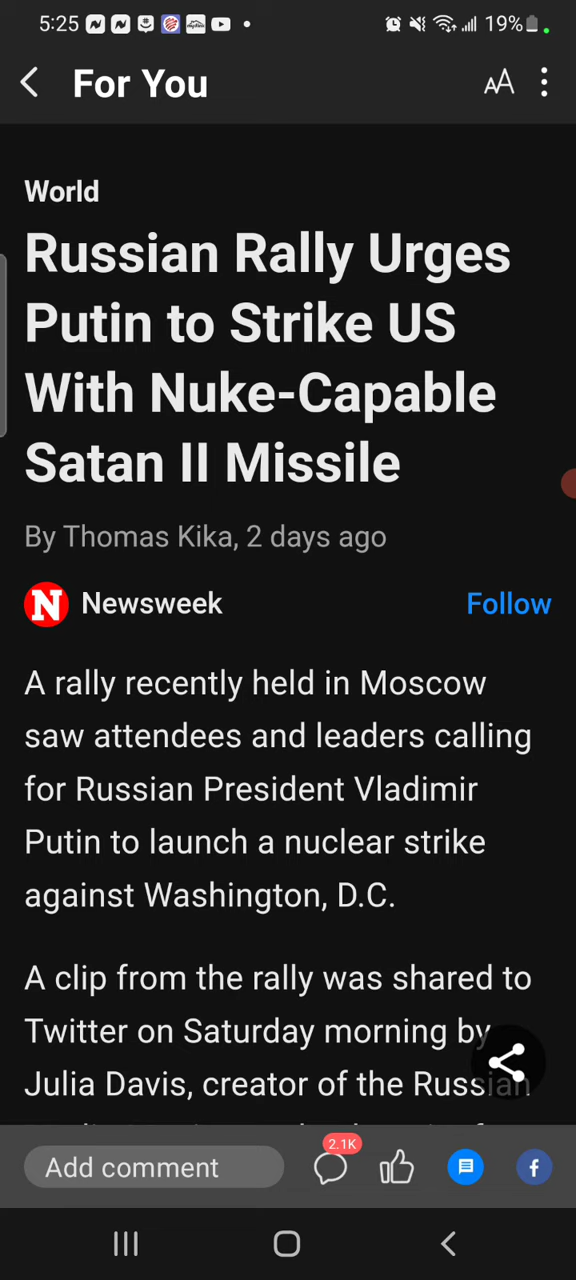 5:25 19%
For You AA
World
Russian Rally Urges
Putin to Strike US
With Nuke-Capable
Satan II Missile
By Thomas Kika, 2 days ago
N Newsweek Follow
A rally recently held in Moscow
saw attendees and leaders calling
for Russian President Vladimir
Putin to launch a nuclear strike
against Washington, D.C.
A clip from the rally was shared to
Twitter on Saturday morning by
Julia Davis, creator of the Russian
2.1K
Add comment f